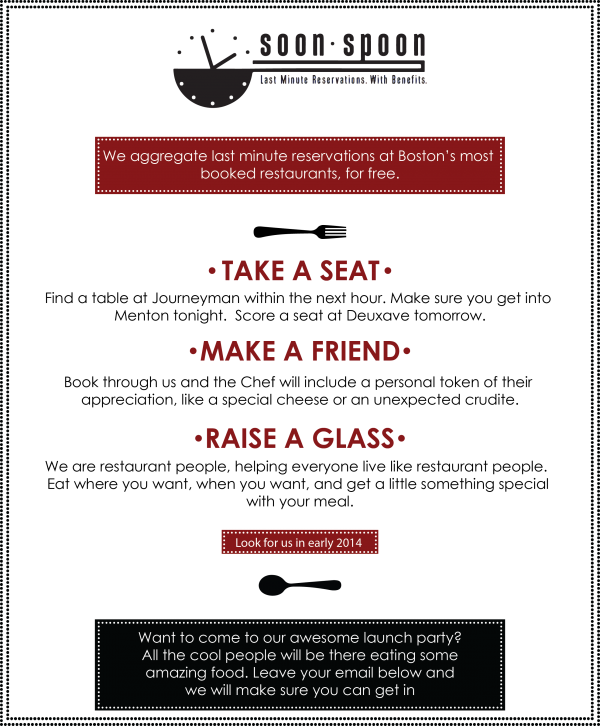 soon·spoon
Last Minute Reservations. With Benefits.
We aggregate last minute reservations at Boston's most
booked restaurants, for free.
•TAKE A SEAT•
Find a table at Journeyman within the next hour. Make sure you get into
Menton tonight.  Score a seat at Deuxave tomorrow.
•MAKE A FRIEND•
Book through us and the Chef will include a personal token of their
appreciation, like a special cheese or an unexpected crudite.
•RAISE A GLASS•
We are restaurant people, helping everyone live like restaurant people.
Eat where you want, when you want, and get a little something special
with your meal.
Look for us in early 2014
Want to come to our awesome launch party?
All the cool people will be there eating some
amazing food. Leave your email below and
we will make sure you can get in